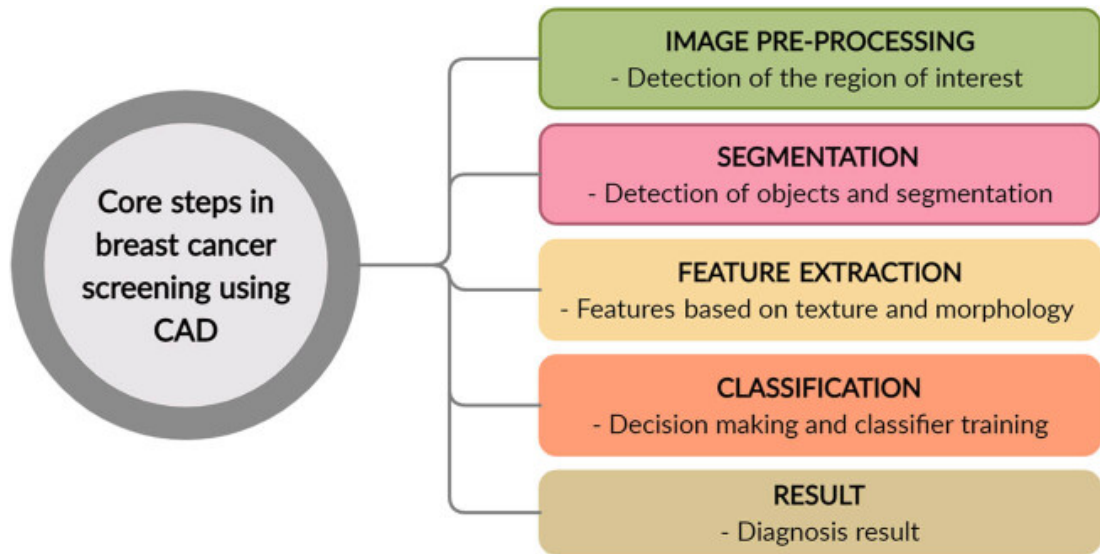 Core steps in
breast cancer
screening using
CAD
IMAGE PRE-PROCESSING
- Detection of the region of interest
SEGMENTATION
- Detection of objects and segmentation
FEATURE EXTRACTION
- Features based on texture and morphology
CLASSIFICATION
- Decision making and classifier training
RESULT
- Diagnosis result